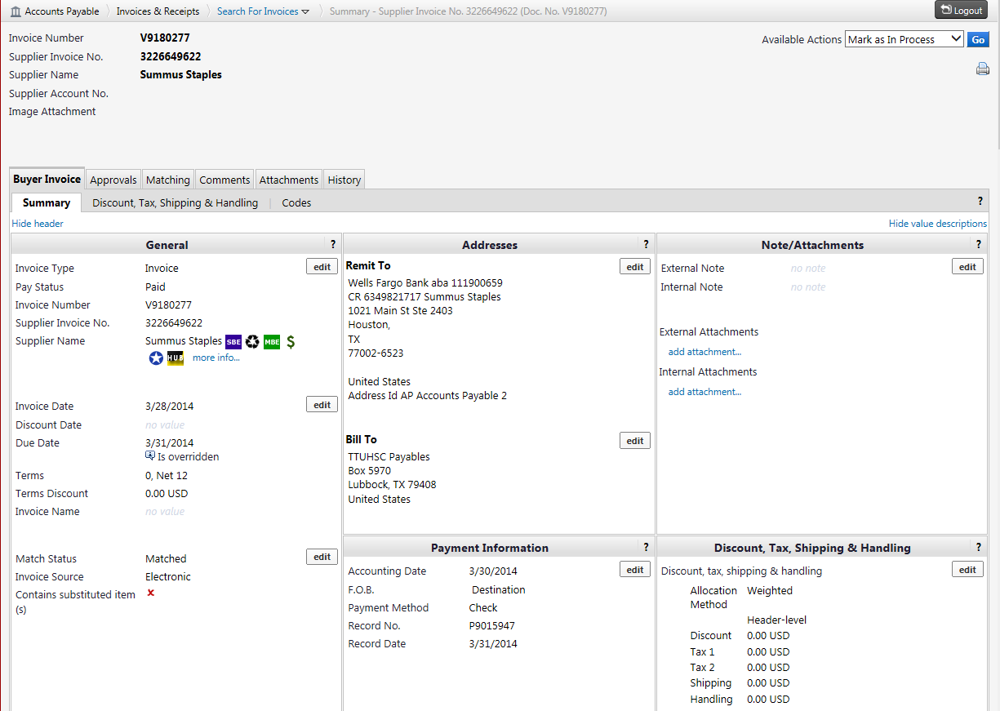 Accounts Payable Invoices & Receipts Search For Invoices Summary - Supplier Invoice No. 3226649622 (Doc. No. V9180277) Logout
Invoice Number V9180277
Available Actions Mark as In Process Go
Supplier Invoice No. 3226649622
Supplier Name Summus Staples
Supplier Account No.
Image Attachment
Buyer Invoice Approvals Matching Comments Attachments History
Summary Discount, Tax, Shipping & Handling Codes ?
Hide header Hide value descriptions
General ?
Invoice Type Invoice edit
Pay Status Paid
Invoice Number V9180277
Supplier Invoice No. 3226649622
Supplier Name Summus Staples SBE MBE $
HUB more info...
Invoice Date 3/28/2014 edit
Discount Date no value
Due Date 3/31/2014
Is overridden
Terms 0, Net 12
Terms Discount 0.00 USD
Invoice Name no value
Match Status Matched edit
Invoice Source Electronic
Contains substituted item
(s)
Addresses ?
Remit To edit
Wells Fargo Bank aba 111900659
CR 6349821717 Summus Staples
1021 Main St Ste 2403
Houston,
TX
77002-6523
United States
Address Id AP Accounts Payable 2
Bill To edit
TTUHSC Payables
Box 5970
Lubbock, TX 79408
United States
Note/Attachments ?
External Note no note edit
Internal Note no note
External Attachments
add attachment...
Internal Attachments
add attachment...
Payment Information ?
Accounting Date 3/30/2014 edit
F.O.B. Destination
Payment Method Check
Record No. P9015947
Record Date 3/31/2014
Discount, Tax, Shipping & Handling ?
Discount, tax, shipping & handling edit
Allocation Weighted
Method
Header-level
Discount 0.00 USD
Tax 1 0.00 USD
Tax 2 0.00 USD
Shipping 0.00 USD
Handling 0.00 USD